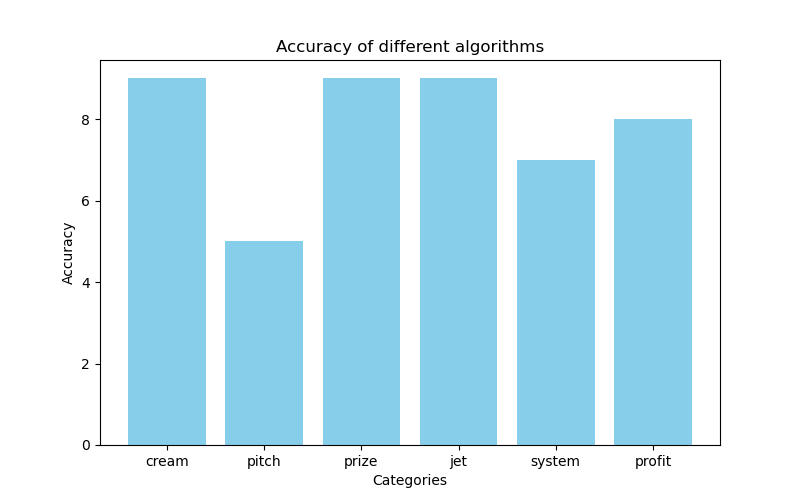 Accuracy of different algorithms
Accuracy
8
6
4
2
0
cream pitch prize jet system profit
Categories